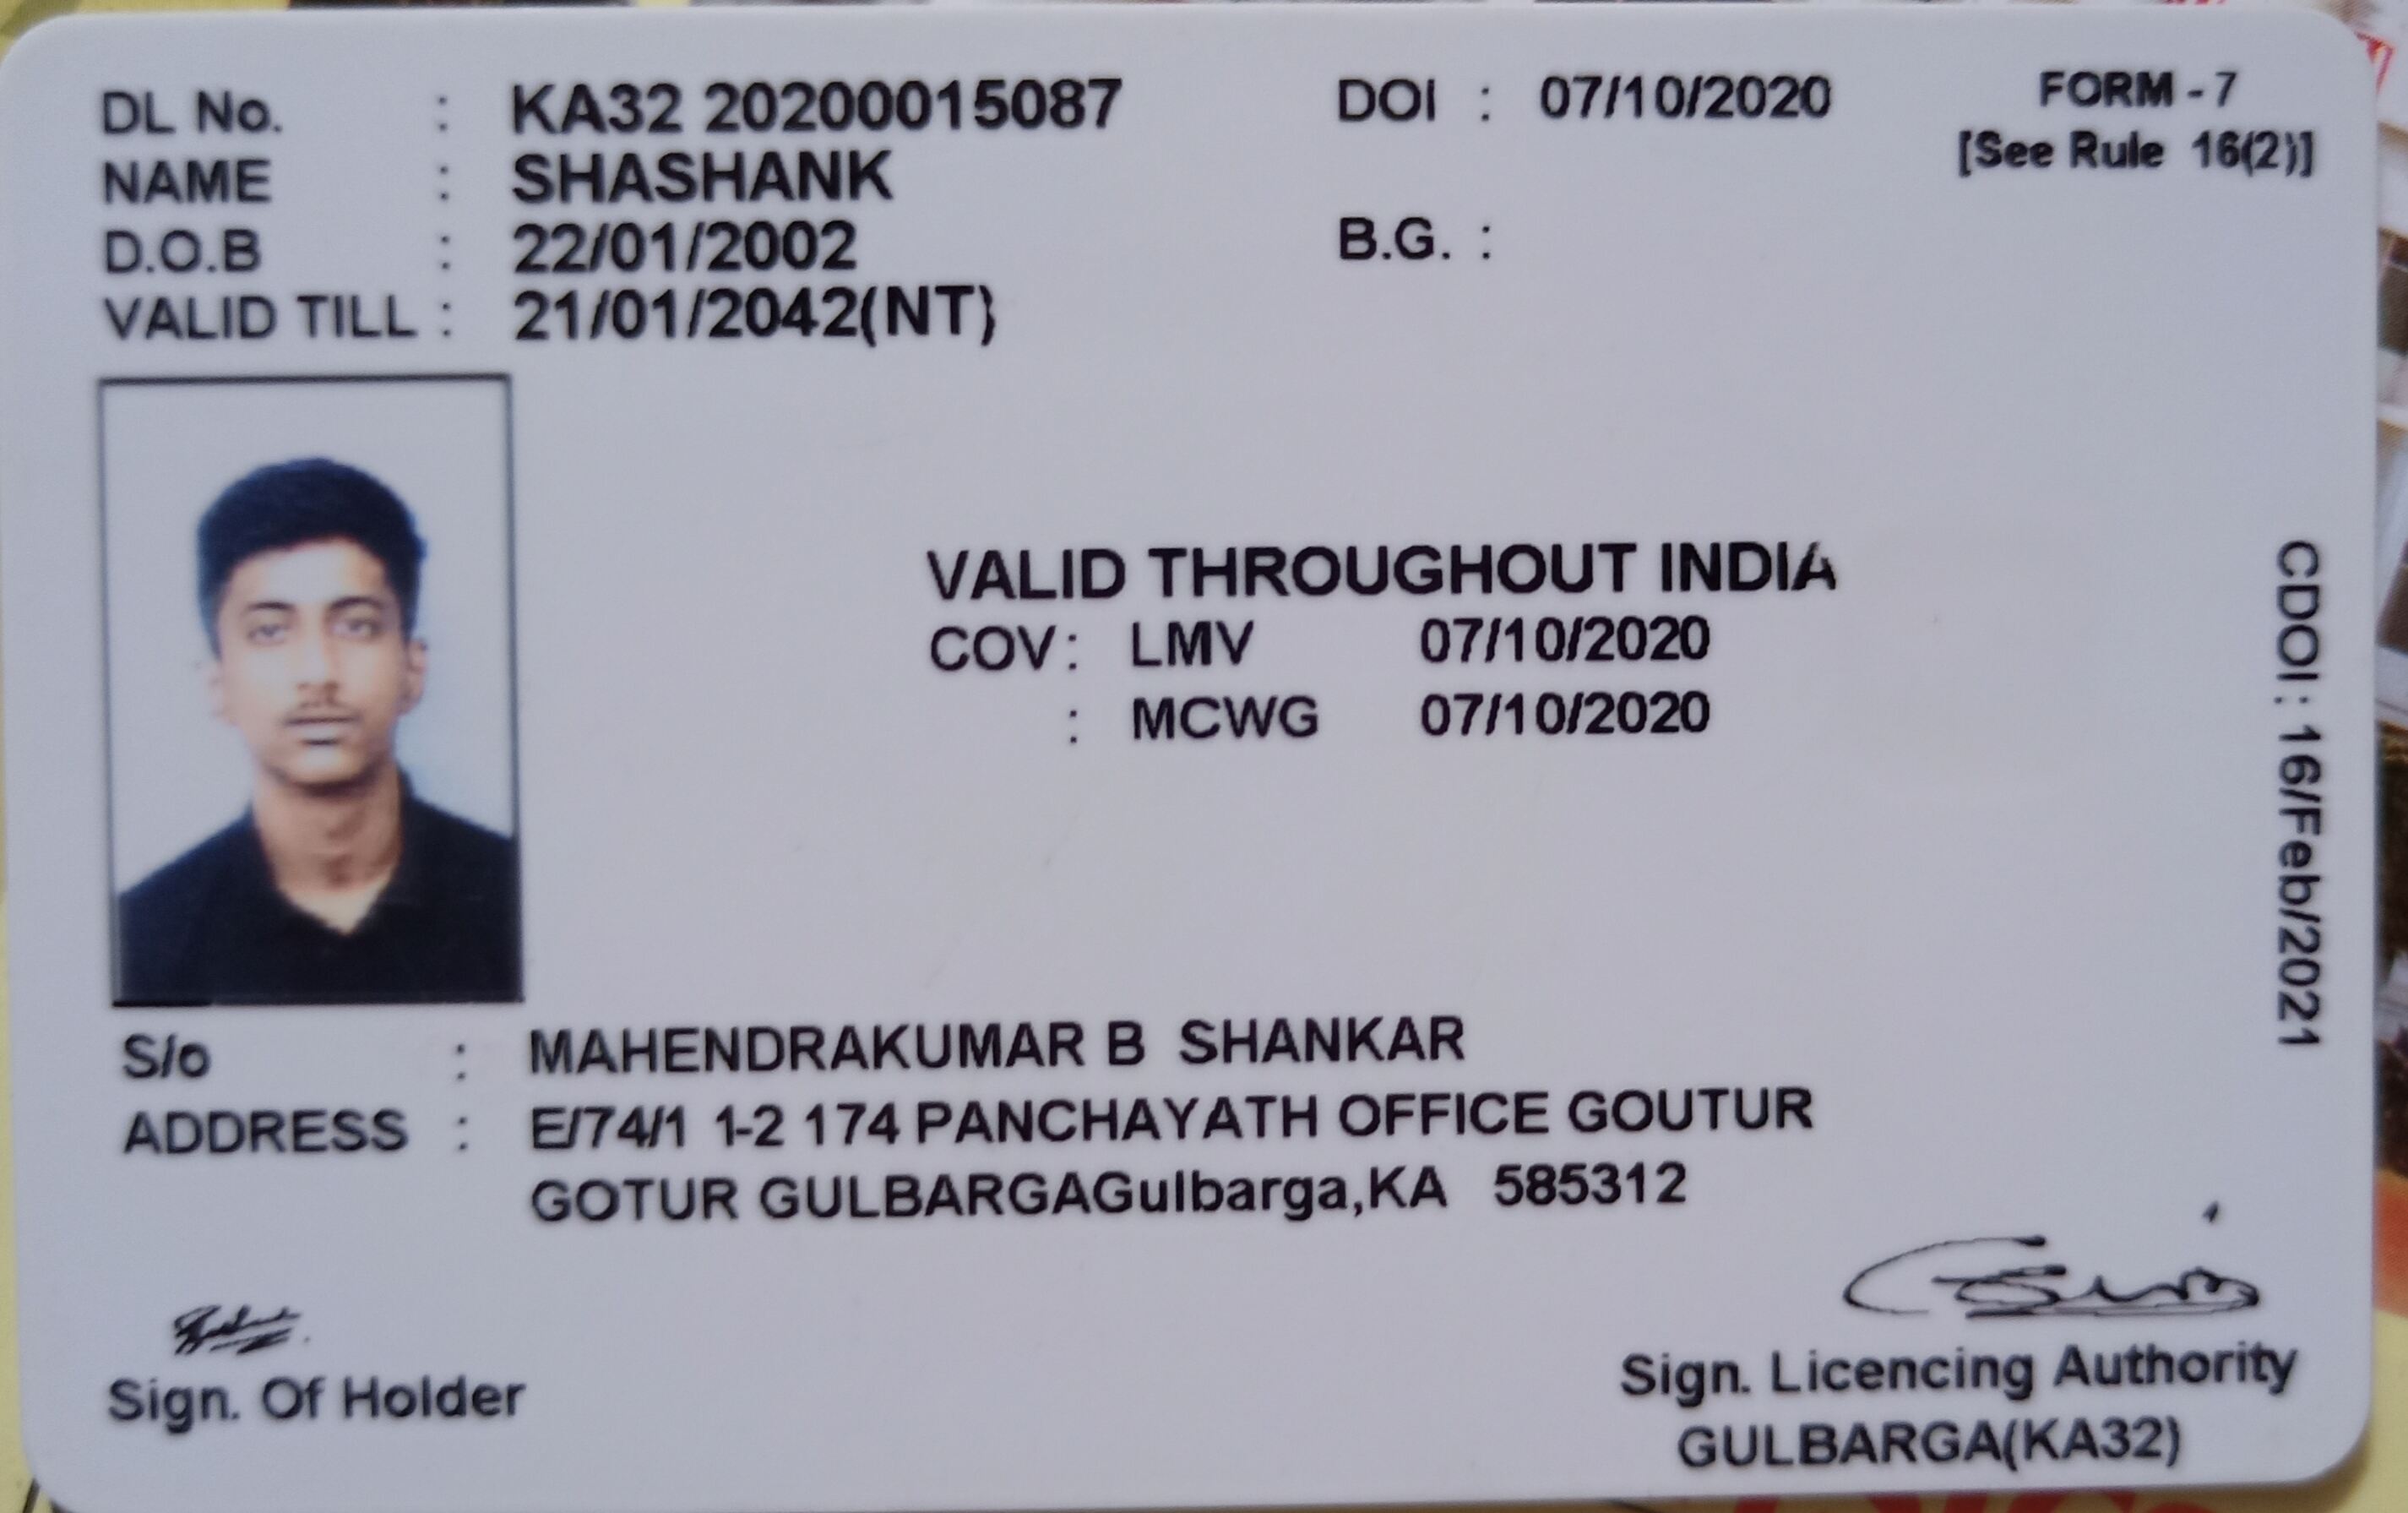 DL No. : KA32 20200015087 DOI : 07/10/2020 FORM - 7
[See Rule 16(2)]
NAME : SHASHANK
D.O.B : 22/01/2002 B.G. :
VALID TILL : 21/01/2042(NT)
VALID THROUGHOUT INDIA
COV : LMV 07/10/2020
: MCWG 07/10/2020
CDOI : 16/Feb/2021
S/o : MAHENDRAKUMAR B SHANKAR
ADDRESS : E/74/1 1-2 174 PANCHAYATH OFFICE GOUTUR
GOTUR GULBARGAGulbarga,KA 585312
Sign. Of Holder
Sign. Licencing Authority
GULBARGA(KA32)